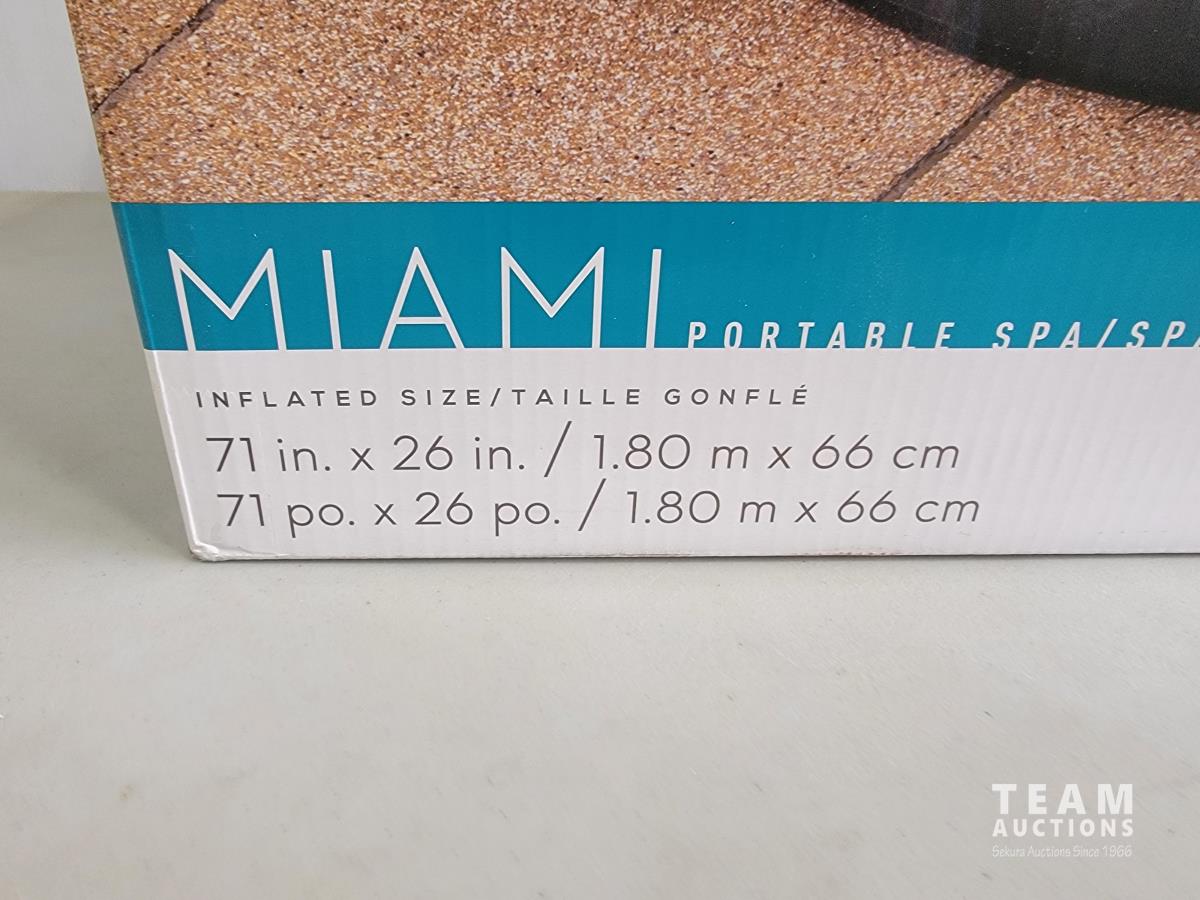 MIAMI PORTABLE SPA/SPA
INFLATED SIZE/TAILLE GONFLÉ
71 in. x 26 in. / 1.80 m x 66 cm
71 po. x 26 po. / 1.80 m x 66 cm
TEAM
AUCTIONS
Sekura Auctions Since 1966